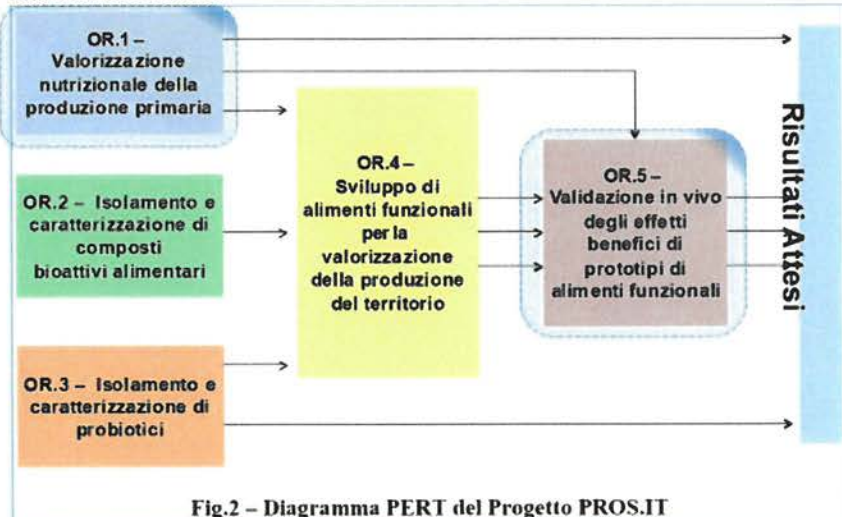 OR.1 –
Valorizzazione
nutrizionale della
produzione primaria
OR.2 – Isolamento e
caratterizzazione di
composti
bioattivi alimentari
OR.3 – Isolamento e
caratterizzazione di
probiotici
OR.4 –
Sviluppo di
alimenti funzionali
per la
valorizzazione
della produzione
del territorio
OR.5 –
Validazione in vivo
degli effetti
benefici di
prototipi di
alimenti funzionali
Risultati Attesi
Fig.2 – Diagramma PERT del Progetto PROS.IT